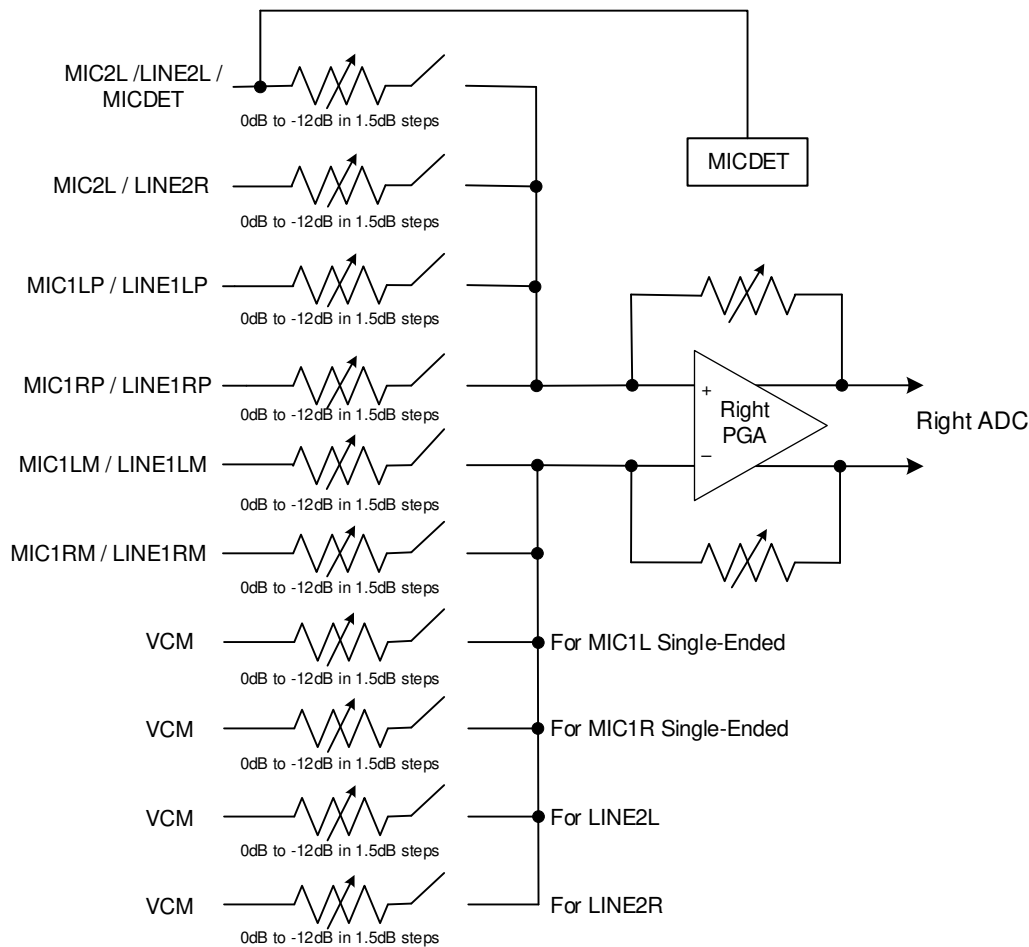 MIC2L /LINE2L /
MICDET
0dB to -12dB in 1.5dB steps
MICDET
MIC2L / LINE2R
0dB to -12dB in 1.5dB steps
MIC1LP / LINE1LP
0dB to -12dB in 1.5dB steps
MIC1RP / LINE1RP
0dB to -12dB in 1.5dB steps
+
Right
PGA
−
Right ADC
MIC1LM / LINE1LM
0dB to -12dB in 1.5dB steps
MIC1RM / LINE1RM
0dB to -12dB in 1.5dB steps
VCM
For MIC1L Single-Ended
0dB to -12dB in 1.5dB steps
VCM
For MIC1R Single-Ended
0dB to -12dB in 1.5dB steps
VCM
For LINE2L
0dB to -12dB in 1.5dB steps
VCM
For LINE2R
0dB to -12dB in 1.5dB steps